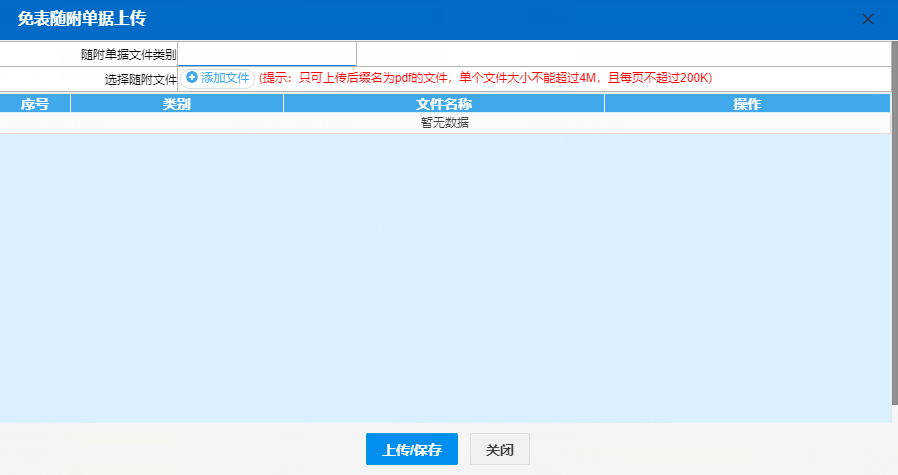 免表随附单据上传
随附单据文件类别
选择随附文件 添加文件 (提示：只可上传后缀名为pdf的文件，单个文件大小不能超过4M，且每页不超过200K)
序号 类别 文件名称 操作
暂无数据
上传/保存 关闭